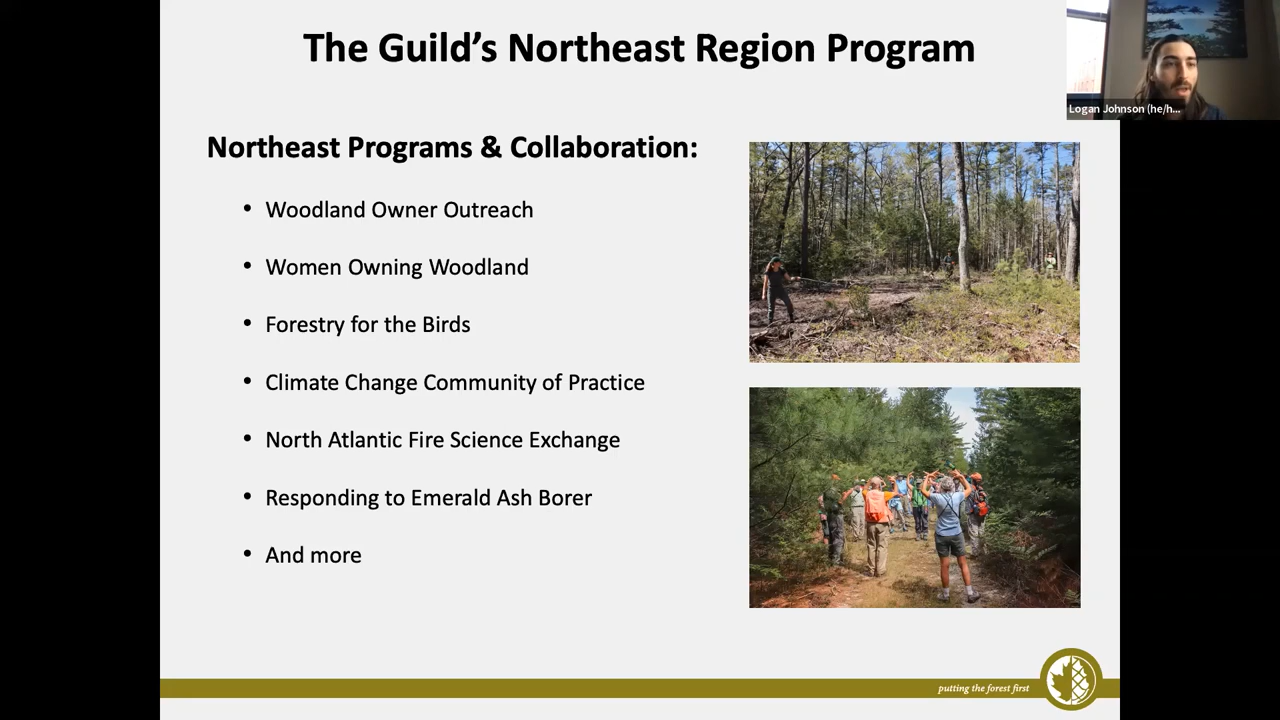 The Guild's Northeast Region Program
Logan Johnson (he/h...
Northeast Programs & Collaboration:
• Woodland Owner Outreach
• Women Owning Woodland
• Forestry for the Birds
• Climate Change Community of Practice
• North Atlantic Fire Science Exchange
• Responding to Emerald Ash Borer
• And more
putting the forest first